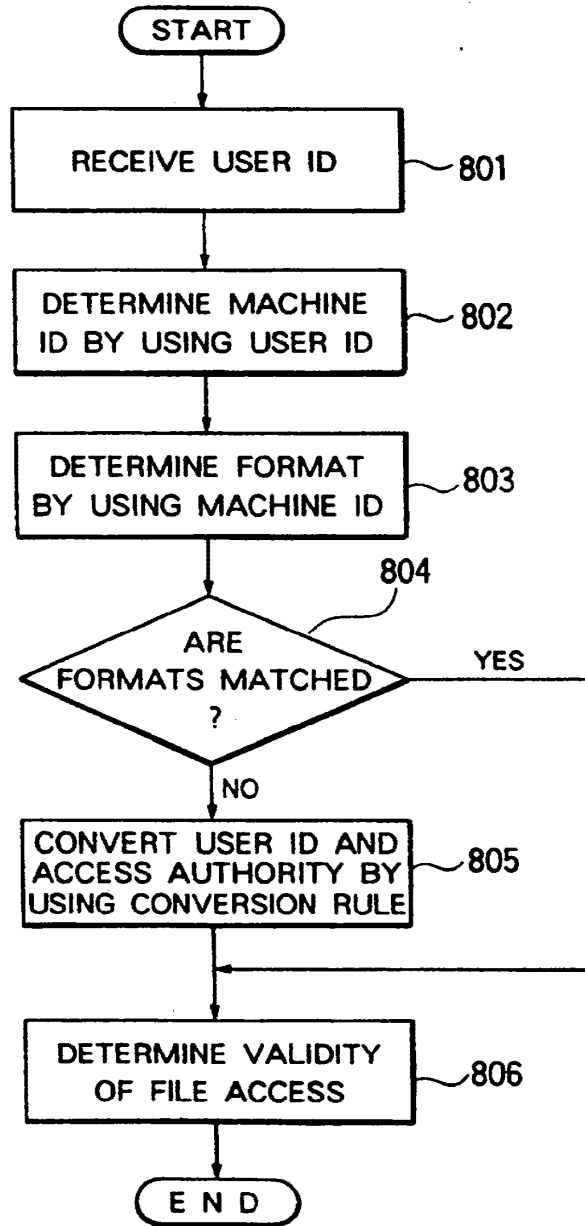 START
RECEIVE USER ID
801
DETERMINE MACHINE
ID BY USING USER ID
802
DETERMINE FORMAT
BY USING MACHINE ID
803
804
ARE
FORMATS MATCHED
?
YES
NO
CONVERT USER ID AND
ACCESS AUTHORITY BY
USING CONVERSION RULE
805
DETERMINE VALIDITY
OF FILE ACCESS
806
END